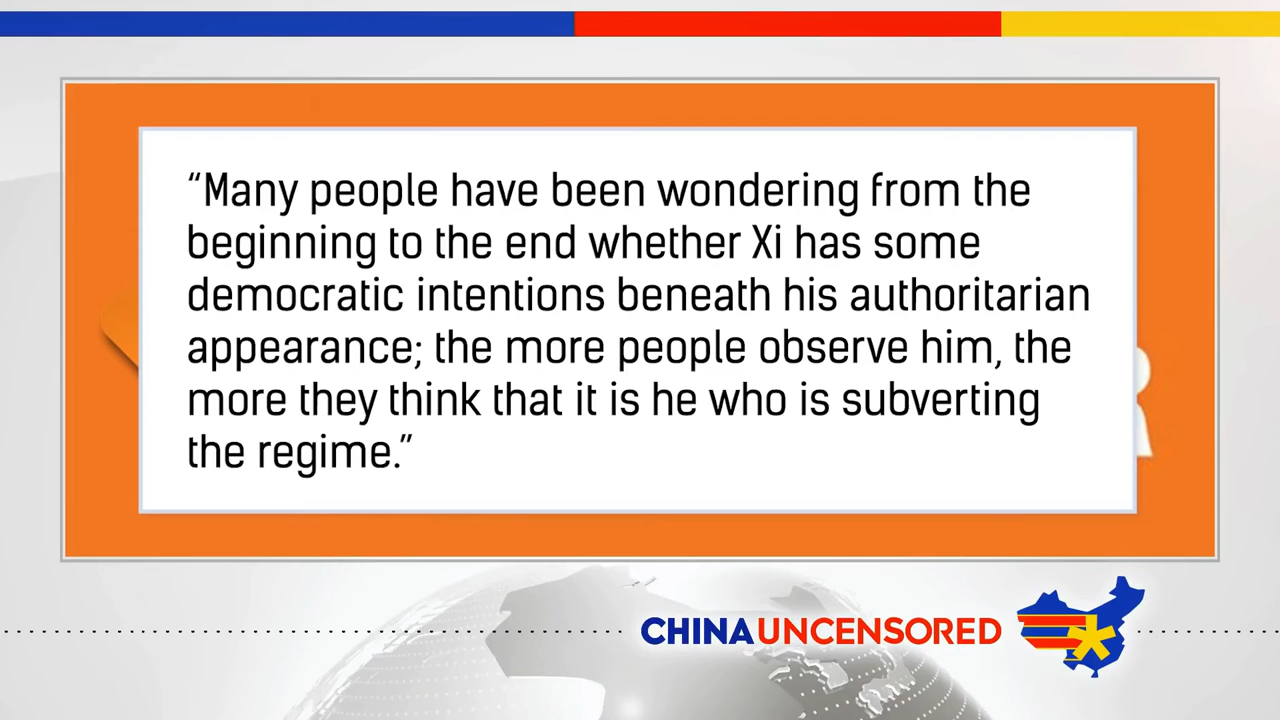 “Many people have been wondering from the
beginning to the end whether Xi has some
democratic intentions beneath his authoritarian
appearance; the more people observe him, the
more they think that it is he who is subverting
the regime.”
CHINAUNCENSORED